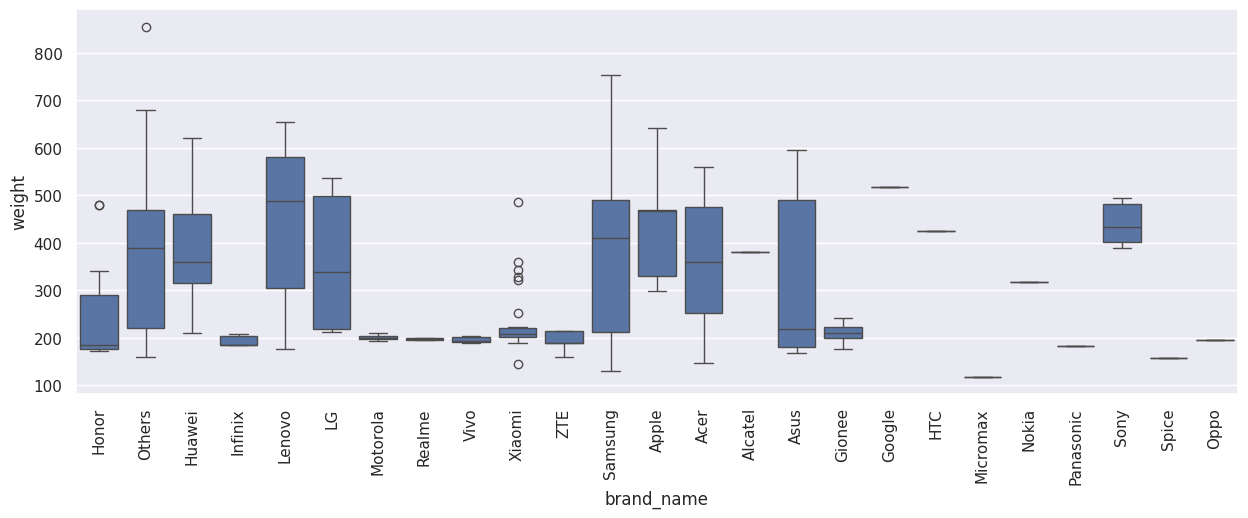 weight
800
700
600
500
400
300
200
100
Honor
Others
Huawei
Infinix
Lenovo
LG
Motorola
Realme
Vivo
Xiaomi
ZTE
Samsung
Apple
Acer
Alcatel
Asus
Gionee
Google
HTC
Micromax
Nokia
Panasonic
Sony
Spice
Oppo
brand_name